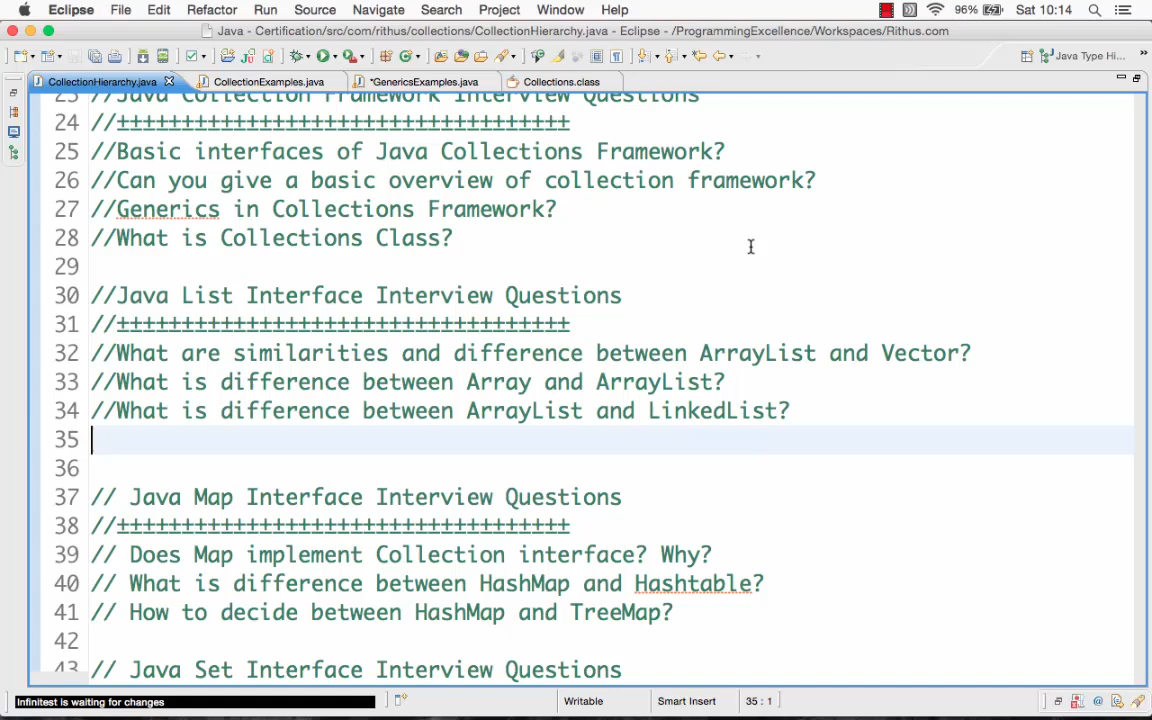 Eclipse File Edit Refactor Run Source Navigate Search Project Window Help 96% Sat 10:14
Java - Certification/src/com/rithus/collections/CollectionHierarchy.java - Eclipse - /ProgrammingExcellence/Workspaces/Rithus.com
Java Type Hi... »
CollectionHierarchy.java CollectionExamples.java *GenericsExamples.java Collections.class
23 //Java Collection Framework Interview Questions
24 //±±±±±±±±±±±±±±±±±±±±±±±±±±±±±±±±±±±
25 //Basic interfaces of Java Collections Framework?
26 //Can you give a basic overview of collection framework?
27 //Generics in Collections Framework?
28 //What is Collections Class?
29
30 //Java List Interface Interview Questions
31 //±±±±±±±±±±±±±±±±±±±±±±±±±±±±±±±±±±±
32 //What are similarities and difference between ArrayList and Vector?
33 //What is difference between Array and ArrayList?
34 //What is difference between ArrayList and LinkedList?
35
36
37 // Java Map Interface Interview Questions
38 //±±±±±±±±±±±±±±±±±±±±±±±±±±±±±±±±±±±
39 // Does Map implement Collection interface? Why?
40 // What is difference between HashMap and Hashtable?
41 // How to decide between HashMap and TreeMap?
42
43 // Java Set Interface Interview Questions
Infinitest is waiting for changes Writable Smart Insert 35 : 1